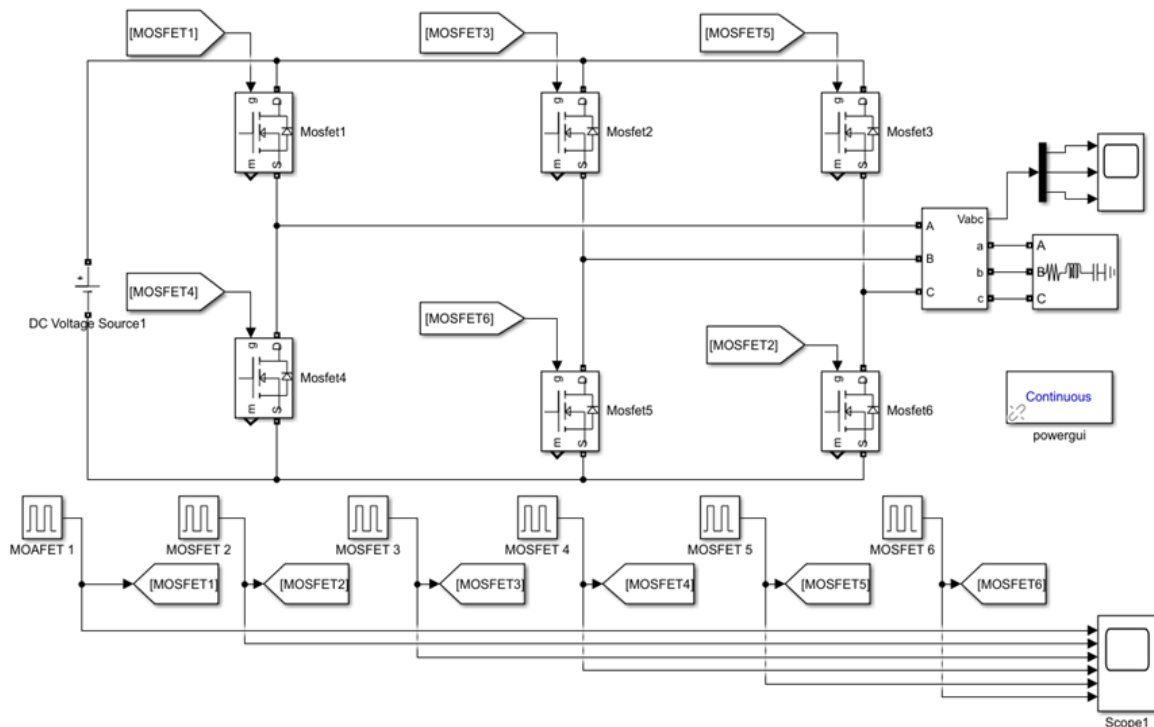 [MOSFET1]
[MOSFET3]
[MOSFET5]
g
D
m
S
Mosfet1
g
D
m
S
Mosfet2
g
D
m
S
Mosfet3
+
DC Voltage Source1
[MOSFET4]
[MOSFET6]
[MOSFET2]
g
D
m
S
Mosfet4
g
D
m
S
Mosfet5
g
D
m
S
Mosfet6
Vabc
A
B
C
a
b
c
A
B
C
Continuous
powergui
MOAFET 1
MOSFET 2
MOSFET 3
MOSFET 4
MOSFET 5
MOSFET 6
[MOSFET1]
[MOSFET2]
[MOSFET3]
[MOSFET4]
[MOSFET5]
[MOSFET6]
Scope1